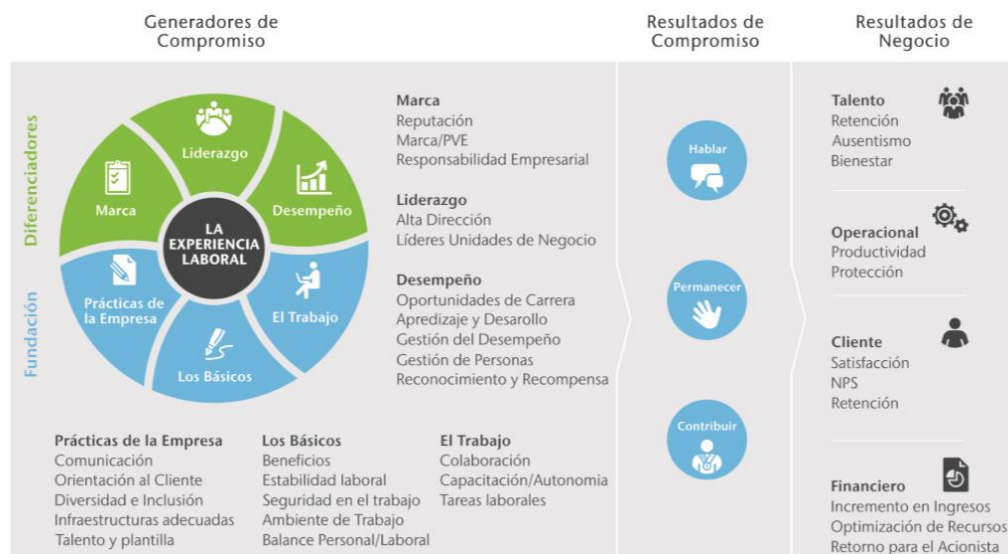 Generadores de
Compromiso
Resultados de
Compromiso
Resultados de
Negocio
Diferenciadores
Fundación
Liderazgo
Marca
Desempeño
LA
EXPERIENCIA
LABORAL
Prácticas de
la Empresa
El Trabajo
Los Básicos
Marca
Reputación
Marca/PVE
Responsabilidad Empresarial
Liderazgo
Alta Dirección
Líderes Unidades de Negocio
Desempeño
Oportunidades de Carrera
Apredizaje y Desarollo
Gestión del Desempeño
Gestión de Personas
Reconocimiento y Recompensa
Prácticas de la Empresa
Comunicación
Orientación al Cliente
Diversidad e Inclusión
Infraestructuras adecuadas
Talento y plantilla
Los Básicos
Beneficios
Estabilidad laboral
Seguridad en el trabajo
Ambiente de Trabajo
Balance Personal/Laboral
El Trabajo
Colaboración
Capacitación/Autonomia
Tareas laborales
Hablar
Permanecer
Contribuir
Talento
Retención
Ausentismo
Bienestar
Operacional
Productividad
Protección
Cliente
Satisfacción
NPS
Retención
Financiero
Incremento en Ingresos
Optimización de Recursos
Retorno para el Acionista